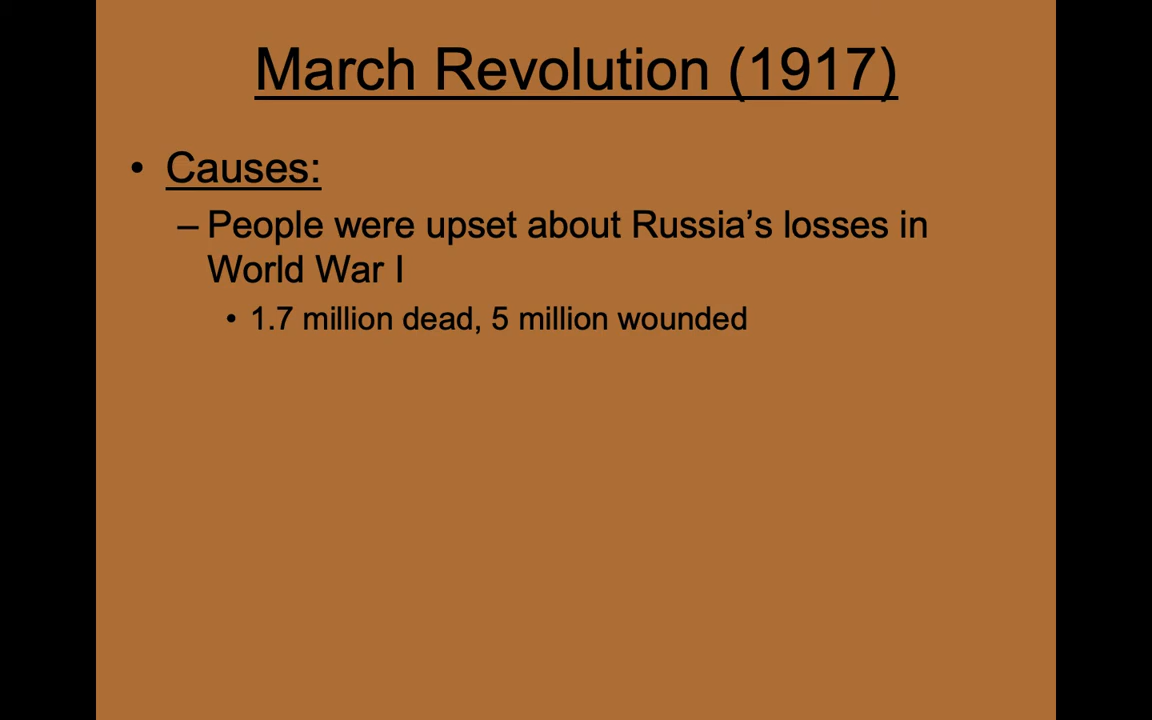 March Revolution (1917)
• Causes:
– People were upset about Russia’s losses in
World War I
• 1.7 million dead, 5 million wounded